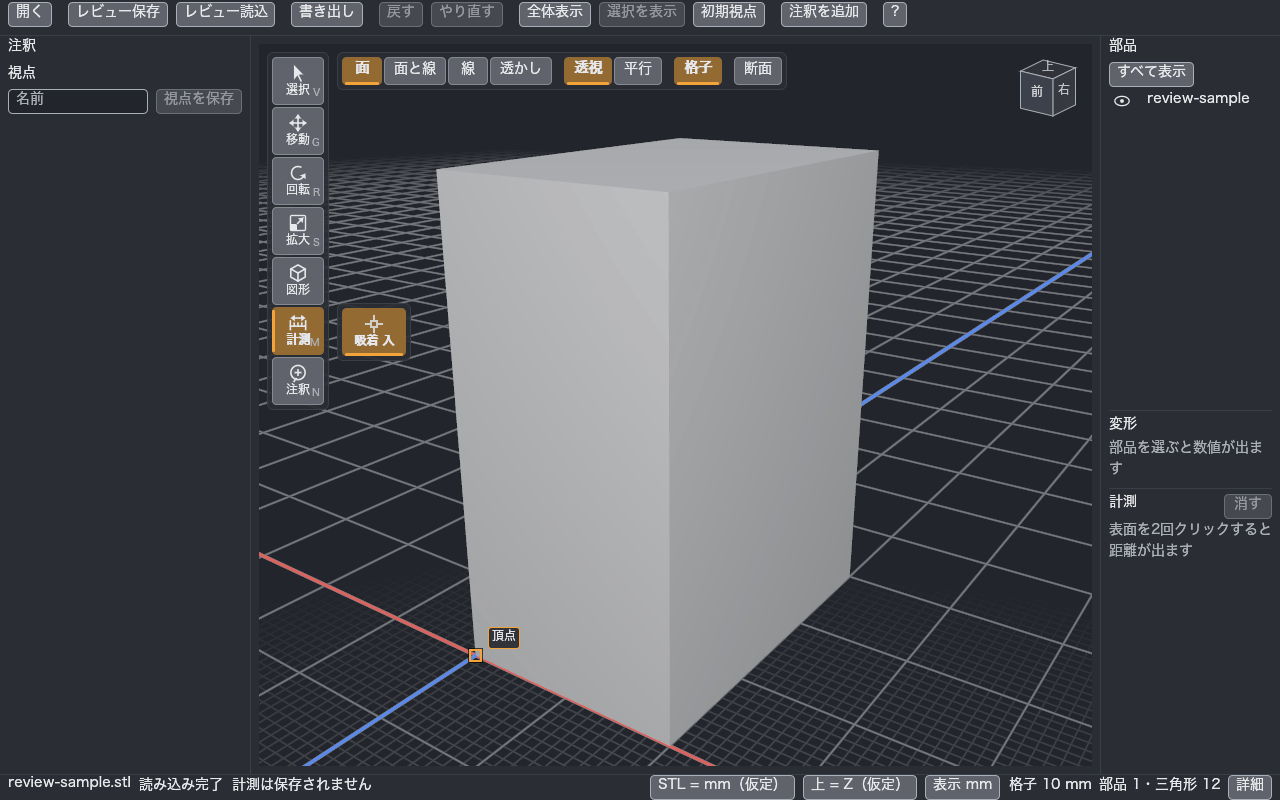 開く レビュー保存 レビュー読込 書き出し 戻す やり直す 全体表示 選択を表示 初期視点 注釈を追加 ?
注釈
視点
名前 視点を保存
選択 V
移動 G
回転 R
拡大 S
図形
計測 M
注釈 N
面 面と線 線 透かし 透視 平行 格子 断面
吸着 入
上
前 右
頂点
部品
すべて表示
review-sample
変形
部品を選ぶと数値が出ま
す
計測 消す
表面を2回クリックすると
距離が出ます
review-sample.stl 読み込み完了 計測は保存されません STL = mm（仮定） 上 = Z（仮定） 表示 mm 格子 10 mm 部品 1・三角形 12 詳細